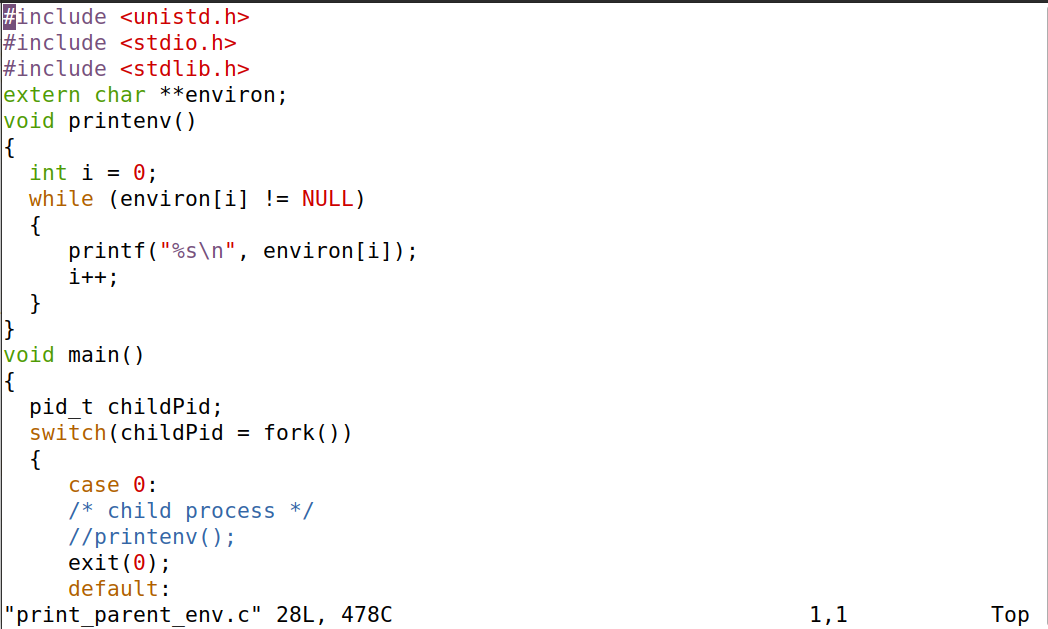 #include <unistd.h>
#include <stdio.h>
#include <stdlib.h>
extern char **environ;
void printenv()
{
  int i = 0;
  while (environ[i] != NULL)
  {
     printf("%s\n", environ[i]);
     i++;
  }
}
void main()
{
  pid_t childPid;
  switch(childPid = fork())
  {
     case 0:
     /* child process */
     //printenv();
     exit(0);
     default:
"print_parent_env.c" 28L, 478C 1,1 Top